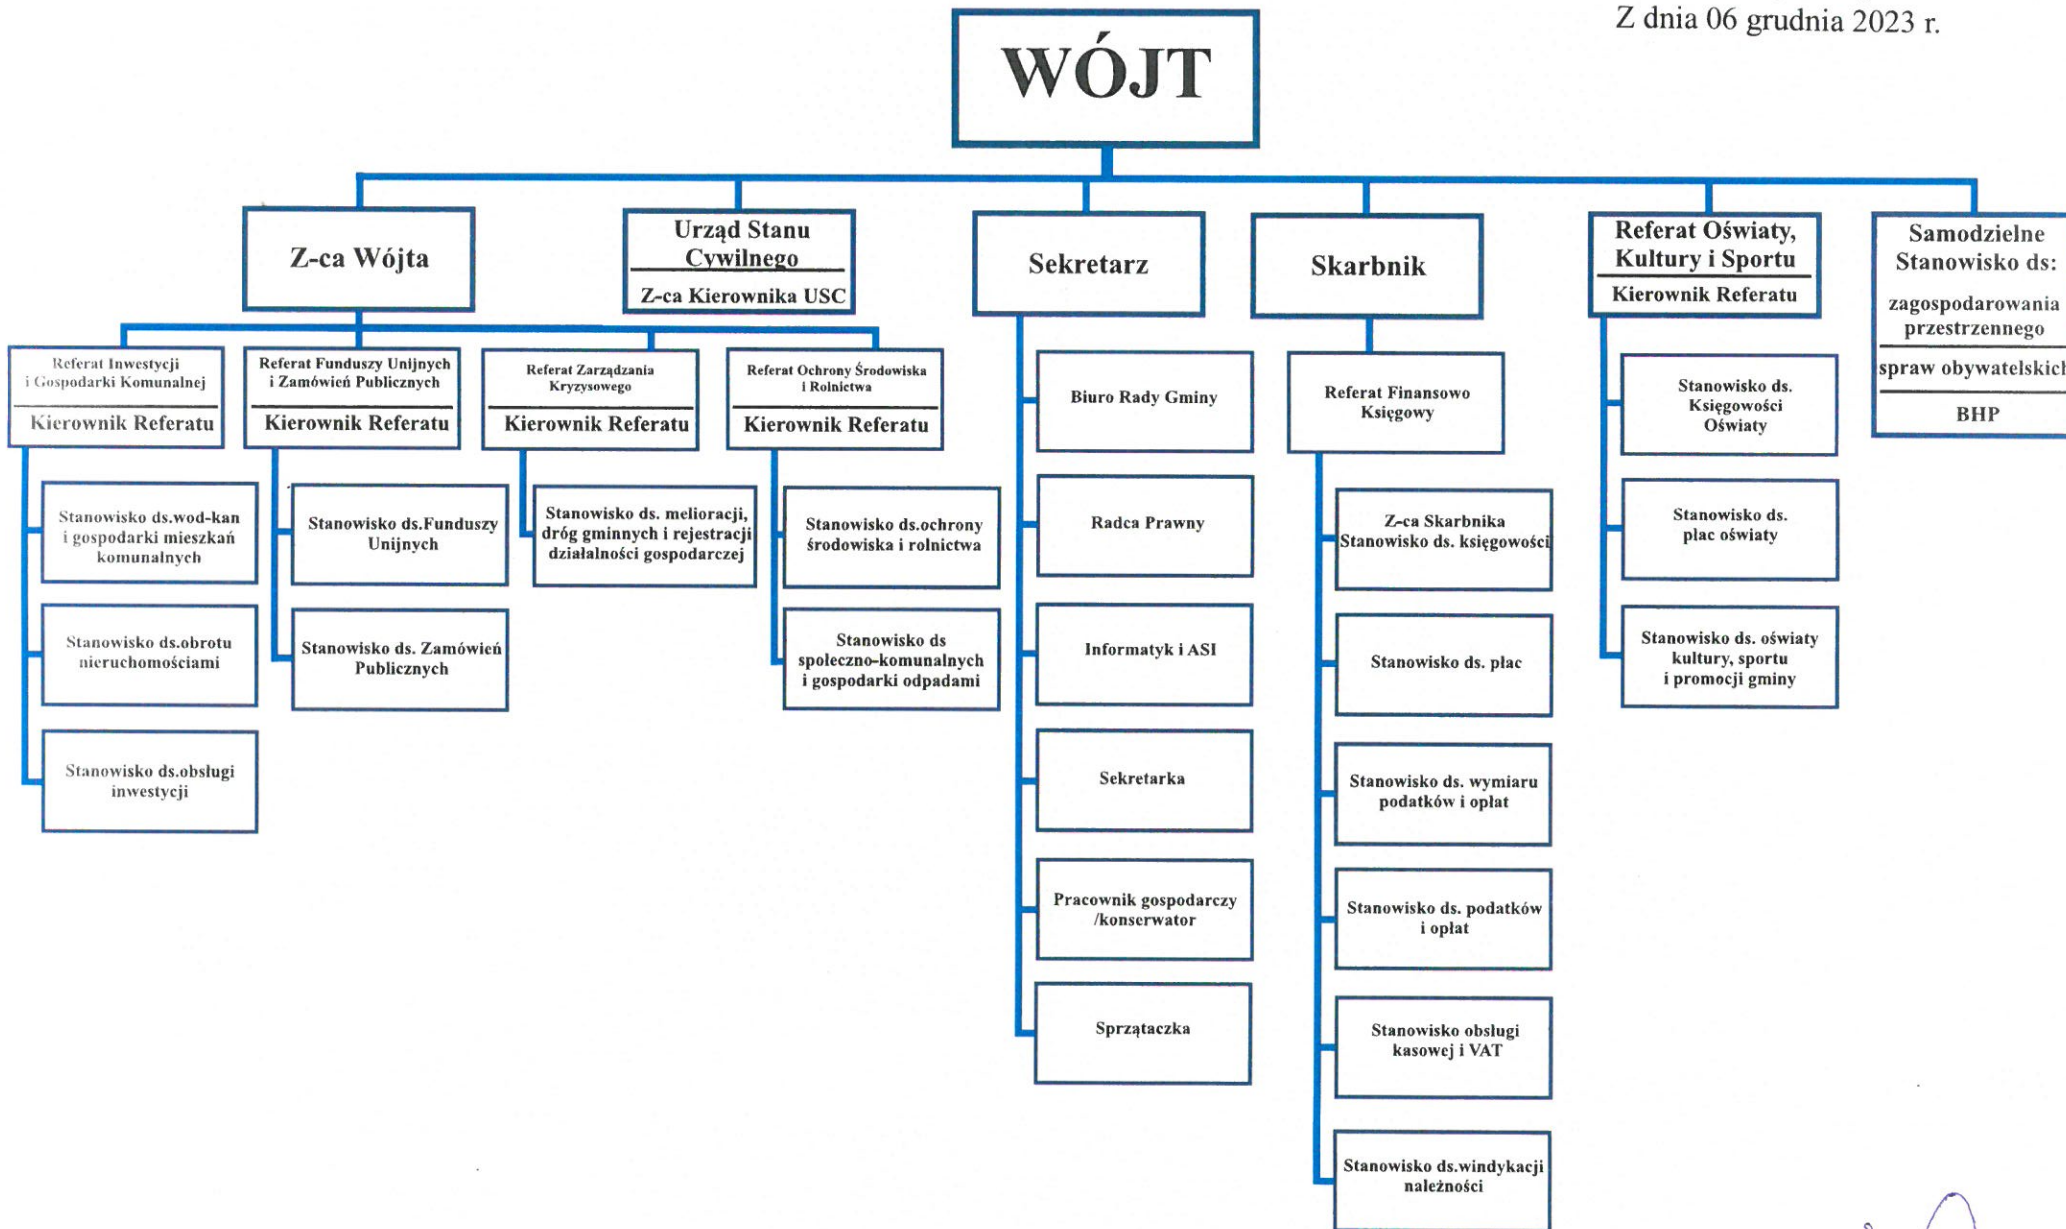 Z dnia 06 grudnia 2023 r.
WÓJT
Z-ca Wójta
Urząd Stanu
Cywilnego
Z-ca Kierownika USC
Sekretarz
Skarbnik
Referat Oświaty,
Kultury i Sportu
Kierownik Referatu
Samodzielne
Stanowisko ds:
zagospodarowania
przestrzennego
spraw obywatelskich
BHP
Referat Inwestycji
i Gospodarki Komunalnej
Kierownik Referatu
Referat Funduszy Unijnych
i Zamówień Publicznych
Kierownik Referatu
Referat Zarządzania
Kryzysowego
Kierownik Referatu
Referat Ochrony Środowiska
i Rolnictwa
Kierownik Referatu
Stanowisko ds.wod-kan
i gospodarki mieszkań
komunalnych
Stanowisko ds.obrotu
nieruchomościami
Stanowisko ds.obsługi
inwestycji
Stanowisko ds.Funduszy
Unijnych
Stanowisko ds. Zamówień
Publicznych
Stanowisko ds. melioracji,
dróg gminnych i rejestracji
działalności gospodarczej
Stanowisko ds.ochrony
środowiska i rolnictwa
Stanowisko ds
społeczno-komunalnych
i gospodarki odpadami
Biuro Rady Gminy
Radca Prawny
Informatyk i ASI
Sekretarka
Pracownik gospodarczy
/konserwator
Sprzątaczka
Referat Finansowo
Księgowy
Z-ca Skarbnika
Stanowisko ds. księgowości
Stanowisko ds. płac
Stanowisko ds. wymiaru
podatków i opłat
Stanowisko ds. podatków
i opłat
Stanowisko obsługi
kasowej i VAT
Stanowisko ds.windykacji
należności
Stanowisko ds.
Księgowości
Oświaty
Stanowisko ds.
płac oświaty
Stanowisko ds. oświaty
kultury, sportu
i promocji gminy